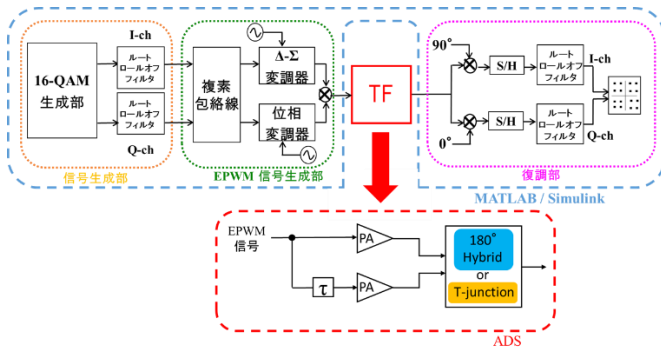 I-ch
16-QAM
生成部
ルート
ロールオフ
フィルタ
ルート
ロールオフ
フィルタ
Q-ch
信号生成部
複素
包絡線
Δ-Σ
変調器
位相
変調器
EPWM 信号生成部
TF
90°
0°
S/H
S/H
ルート
ロールオフ
フィルタ
ルート
ロールオフ
フィルタ
I-ch
Q-ch
復調部
MATLAB / Simulink
EPWM
信号
τ
PA
PA
180°
Hybrid
or
T-junction
ADS